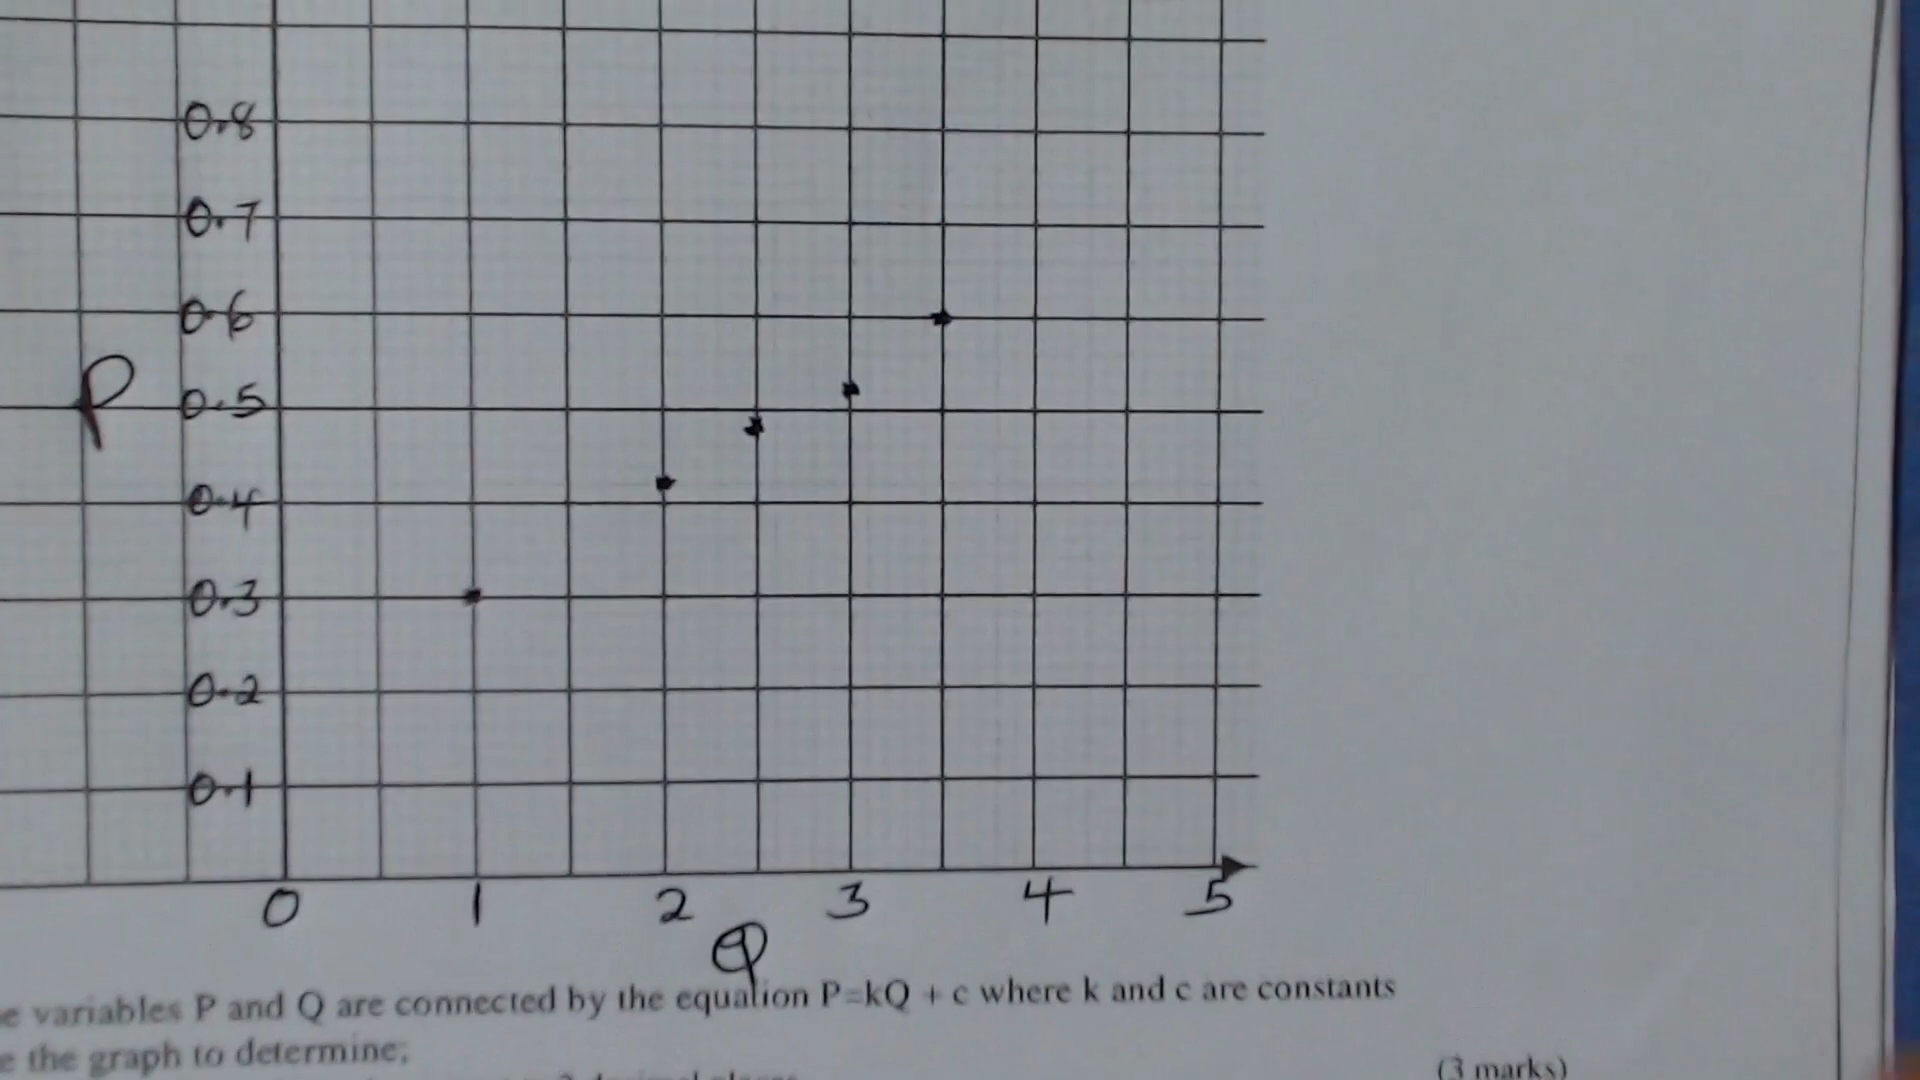 0.8
0.7
0.6
P
0.5
0.4
0.3
0.2
0.1
0 1 2 3 4 5
Q
e variables P and Q are connected by the equation P=kQ + c where k and c are constants
e the graph to determine;
(3 marks)